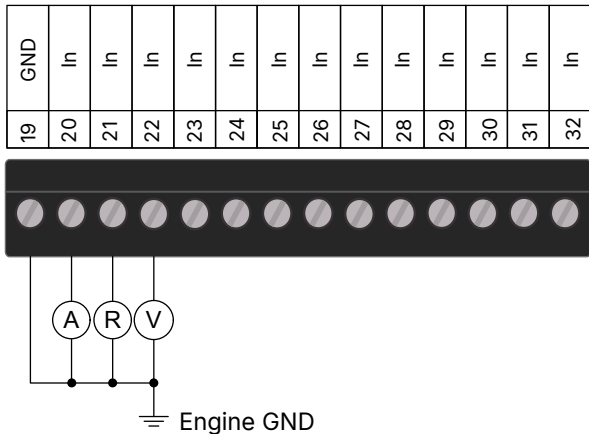 GND In In In In In In In In In In In In In
19 20 21 22 23 24 25 26 27 28 29 30 31 32
A R V
Engine GND